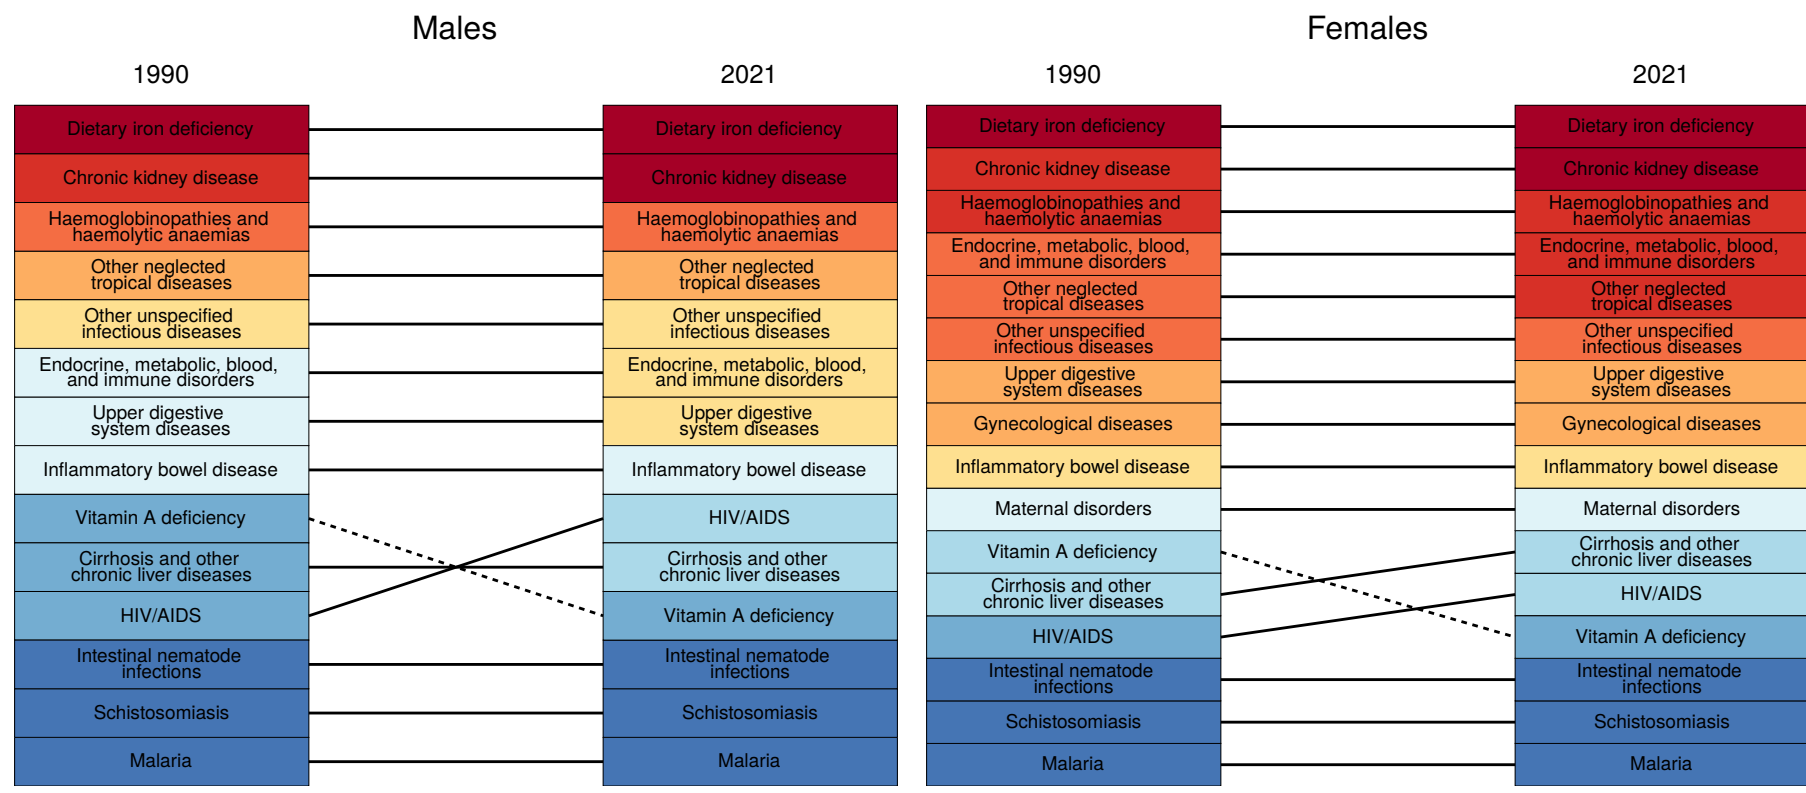 Males
Females
1990
2021
1990
2021
Dietary iron deficiency
Chronic kidney disease
Haemoglobinopathies and
haemolytic anaemias
Other neglected
tropical diseases
Other unspecified
infectious diseases
Endocrine, metabolic, blood,
and immune disorders
Upper digestive
system diseases
Inflammatory bowel disease
Vitamin A deficiency
Cirrhosis and other
chronic liver diseases
HIV/AIDS
Intestinal nematode
infections
Schistosomiasis
Malaria
Dietary iron deficiency
Chronic kidney disease
Haemoglobinopathies and
haemolytic anaemias
Other neglected
tropical diseases
Other unspecified
infectious diseases
Endocrine, metabolic, blood,
and immune disorders
Upper digestive
system diseases
Inflammatory bowel disease
HIV/AIDS
Cirrhosis and other
chronic liver diseases
Vitamin A deficiency
Intestinal nematode
infections
Schistosomiasis
Malaria
Dietary iron deficiency
Chronic kidney disease
Haemoglobinopathies and
haemolytic anaemias
Endocrine, metabolic, blood,
and immune disorders
Other neglected
tropical diseases
Other unspecified
infectious diseases
Upper digestive
system diseases
Gynecological diseases
Inflammatory bowel disease
Maternal disorders
Vitamin A deficiency
Cirrhosis and other
chronic liver diseases
HIV/AIDS
Intestinal nematode
infections
Schistosomiasis
Malaria
Dietary iron deficiency
Chronic kidney disease
Haemoglobinopathies and
haemolytic anaemias
Endocrine, metabolic, blood,
and immune disorders
Other neglected
tropical diseases
Other unspecified
infectious diseases
Upper digestive
system diseases
Gynecological diseases
Inflammatory bowel disease
Maternal disorders
Cirrhosis and other
chronic liver diseases
HIV/AIDS
Vitamin A deficiency
Intestinal nematode
infections
Schistosomiasis
Malaria